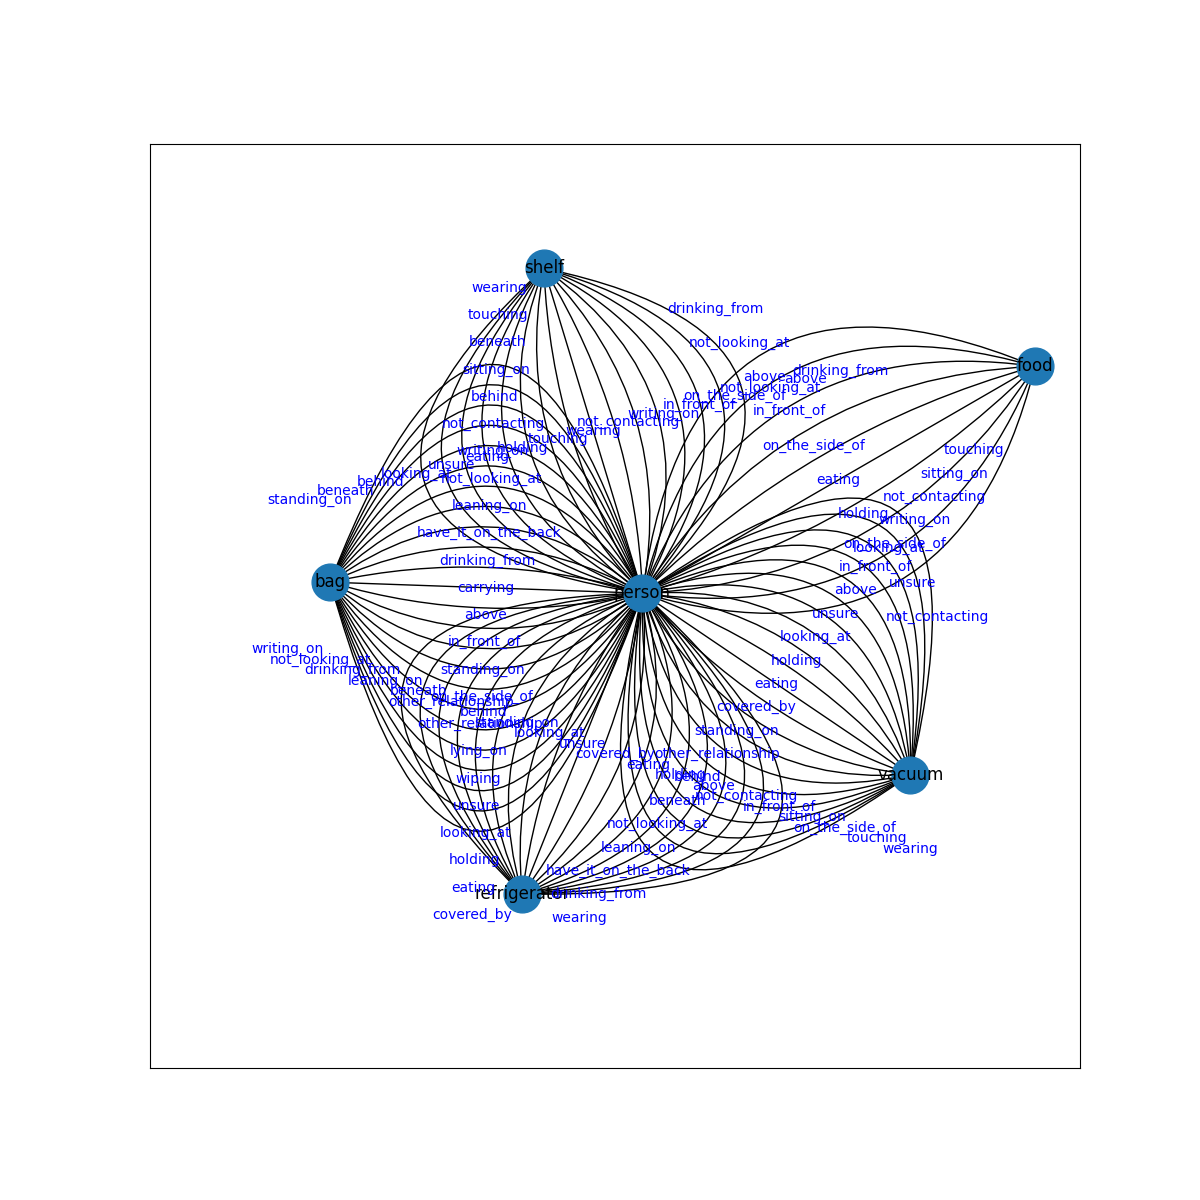 shelf
wearing
drinking_from
touching
beneath
not_looking_at
food
sitting_on
drinking_from
above
above
not_looking_at
behind
on_the_side_of
in_front_of
in_front_of
writing_on
not_contacting
not_contacting
wearing
touching
on_the_side_of
holding
writing_on
touching
eating
unsure
looking_at
sitting_on
behind
not_looking_at
eating
beneath
standing_on
not_contacting
leaning_on
holding
writing_on
have_it_on_the_back
on_the_side_of
looking_at
drinking_from
in_front_of
bag
unsure
carrying
above
person
above
unsure
not_contacting
looking_at
in_front_of
writing_on
not_looking_at
holding
drinking_from
standing_on
leaning_on
eating
beneath
on_the_side_of
other_relationship
covered_by
behind
other_relationship
standing_on
looking_at
standing_on
unsure
lying_on
covered_by
other_relationship
eating
holding
behind
vacuum
wiping
above
not_contacting
beneath
unsure
in_front_of
sitting_on
not_looking_at
on_the_side_of
looking_at
touching
leaning_on
wearing
holding
have_it_on_the_back
eating
refrigerator
drinking_from
covered_by
wearing